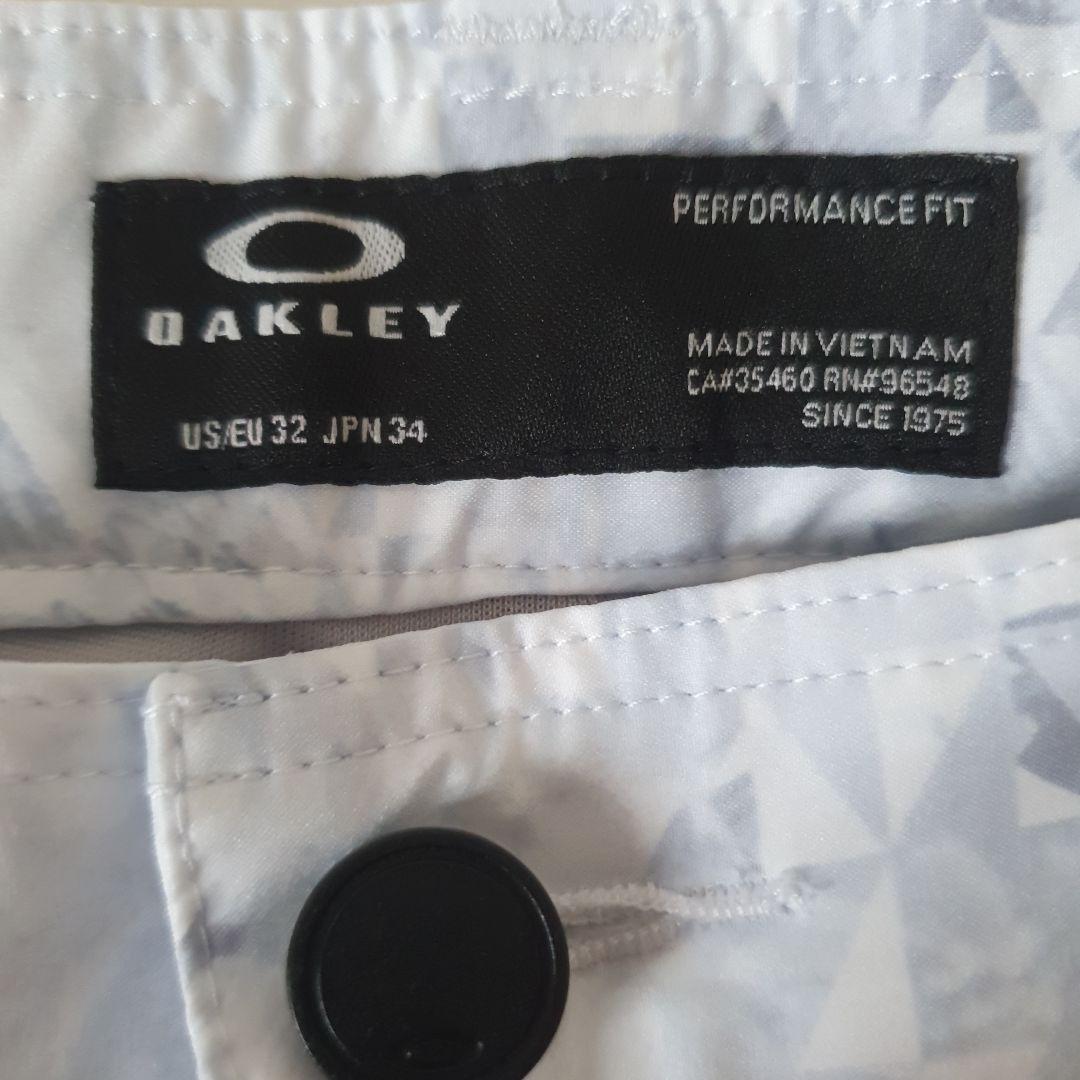 OAKLEY
US/EU 32 JPN 34
PERFORMANCE FIT
MADE IN VIETNAM
CA#35460 RN#96548
SINCE 1975